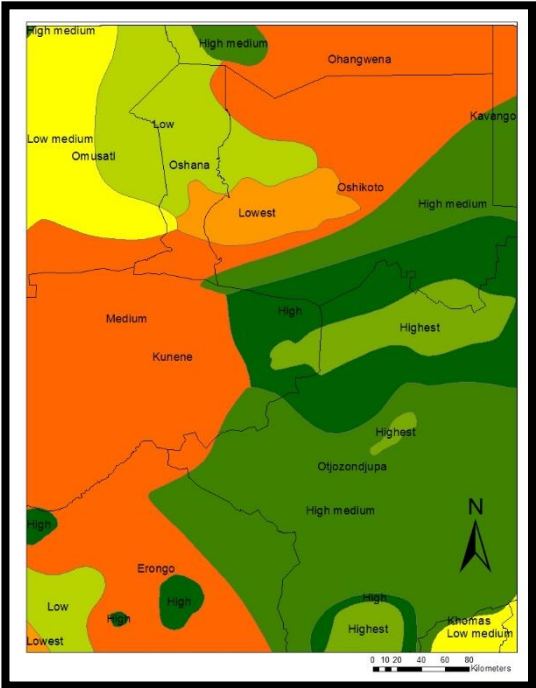 High medium
High medium
Ohangwena
Kavango
Low
Low medium
Omusati
Oshana
Oshikoto
High medium
Lowest
High
Medium
Highest
Kunene
Highest
Otjozondjupa
High medium
N
High
Erongo
High
High
Low
High
Khomas
Highest
Low medium
Lowest
0 10 20 40 60 80
Kilometers